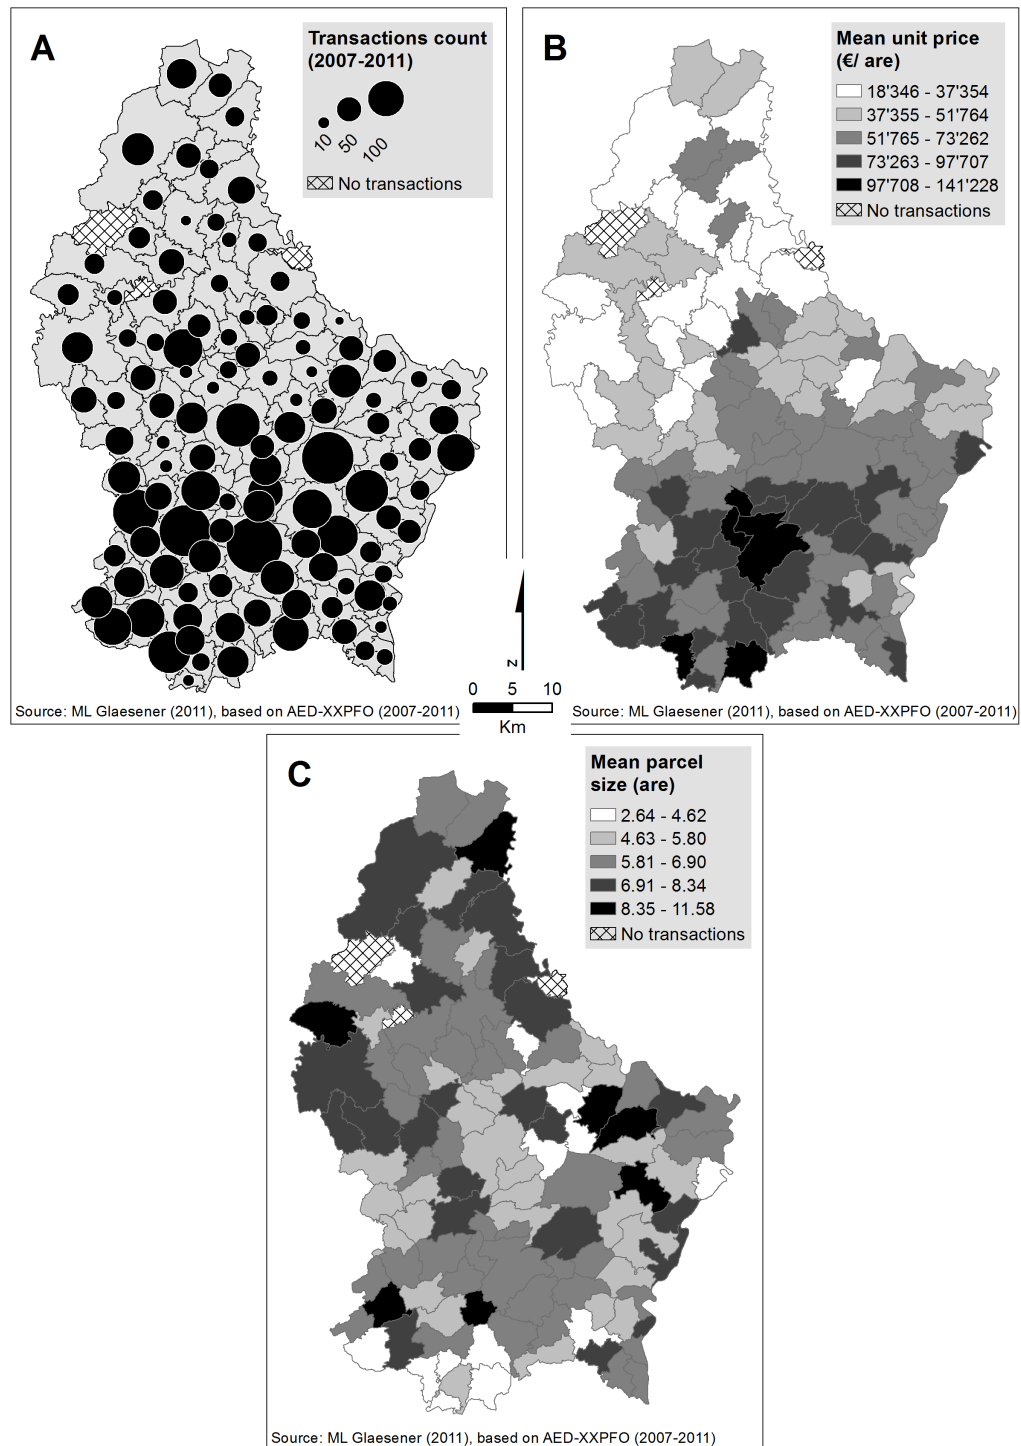 A
Transactions count
(2007-2011)
10
50
100
No transactions
Source: ML Glaesener (2011), based on AED-XXPFO (2007-2011)
B
Mean unit price
(€/ are)
18'346 - 37'354
37'355 - 51'764
51'765 - 73'262
73'263 - 97'707
97'708 - 141'228
No transactions
Source: ML Glaesener (2011), based on AED-XXPFO (2007-2011)
N
0 5 10
Km
C
Mean parcel
size (are)
2.64 - 4.62
4.63 - 5.80
5.81 - 6.90
6.91 - 8.34
8.35 - 11.58
No transactions
Source: ML Glaesener (2011), based on AED-XXPFO (2007-2011)